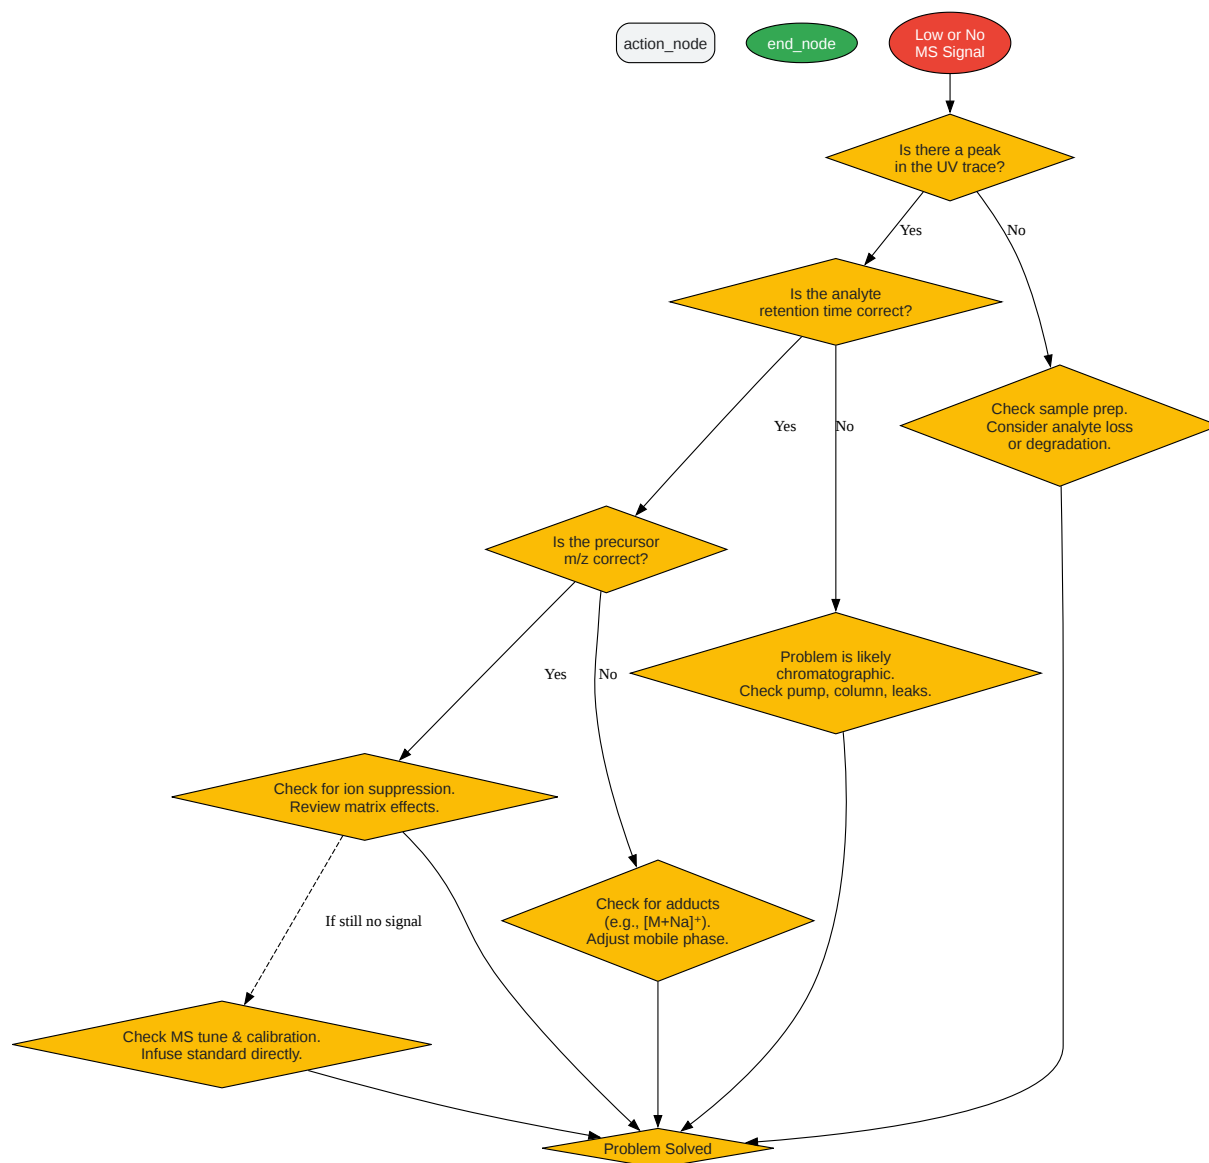 action_node
end_node
Low or No
MS Signal
Is there a peak
in the UV trace?
Yes
No
Is the analyte
retention time correct?
Yes
No
Check sample prep.
Consider analyte loss
or degradation.
Is the precursor
m/z correct?
Yes
No
Problem is likely
chromatographic.
Check pump, column, leaks.
Check for ion suppression.
Review matrix effects.
If still no signal
Check for adducts
(e.g., [M+Na]⁺).
Adjust mobile phase.
Check MS tune & calibration.
Infuse standard directly.
Problem Solved